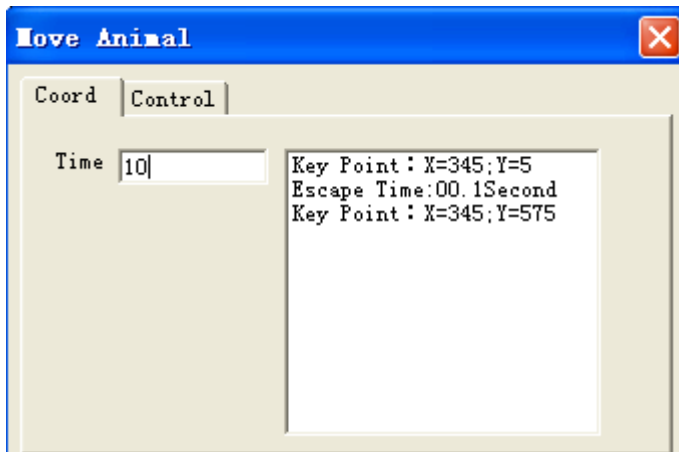 Move Animal
Coord
Control
Time
10
Key Point：X=345;Y=5
Escape Time:00.1Second
Key Point：X=345;Y=575